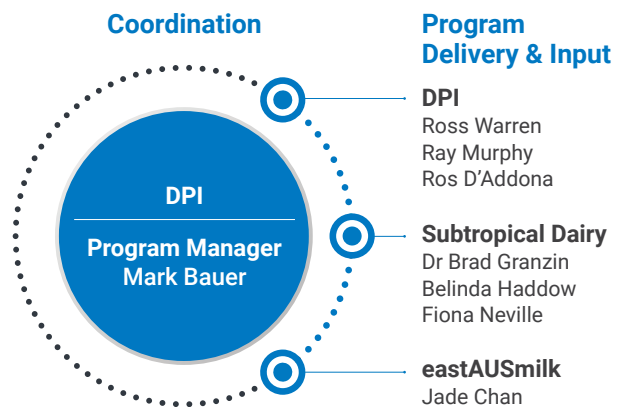 Coordination
DPI
Program Manager
Mark Bauer
Program
Delivery & Input
DPI
Ross Warren
Ray Murphy
Ros D’Addona
Subtropical Dairy
Dr Brad Granzin
Belinda Haddow
Fiona Neville
eastAUSmilk
Jade Chan